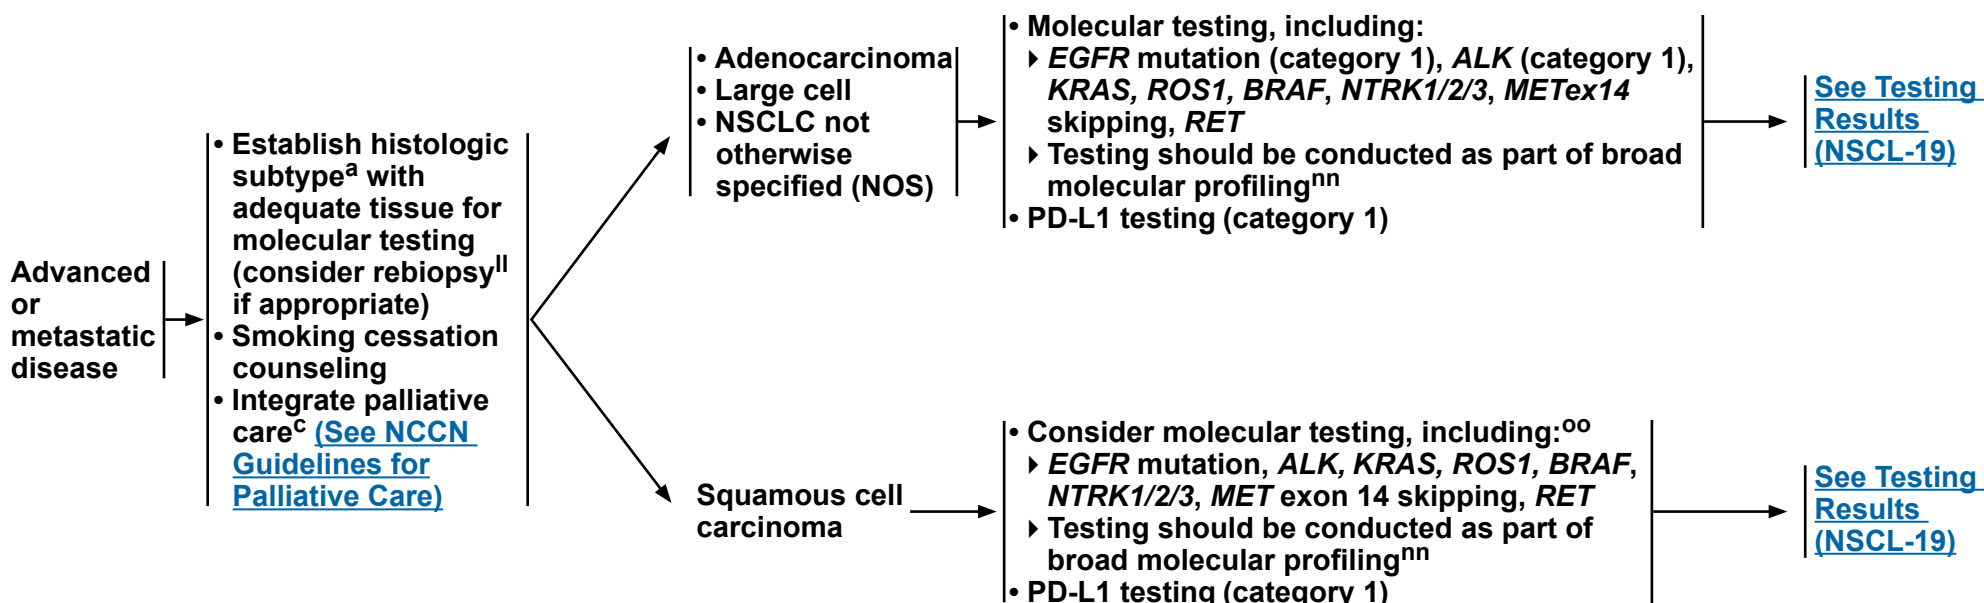 Advanced
or
metastatic
disease
• Establish histologic
subtypeᵃ with
adequate tissue for
molecular testing
(consider rebiopsyˡˡ
if appropriate)
• Smoking cessation
counseling
• Integrate palliative
careᶜ (See NCCN
Guidelines for
Palliative Care)
• Adenocarcinoma
• Large cell
• NSCLC not
otherwise
specified (NOS)
• Molecular testing, including:
▸ EGFR mutation (category 1), ALK (category 1),
KRAS, ROS1, BRAF, NTRK1/2/3, METex14
skipping, RET
▸ Testing should be conducted as part of broad
molecular profilingⁿⁿ
• PD-L1 testing (category 1)
See Testing
Results
(NSCL-19)
Squamous cell
carcinoma
• Consider molecular testing, including:ᵒᵒ
▸ EGFR mutation, ALK, KRAS, ROS1, BRAF,
NTRK1/2/3, MET exon 14 skipping, RET
▸ Testing should be conducted as part of
broad molecular profilingⁿⁿ
• PD-L1 testing (category 1)
See Testing
Results
(NSCL-19)